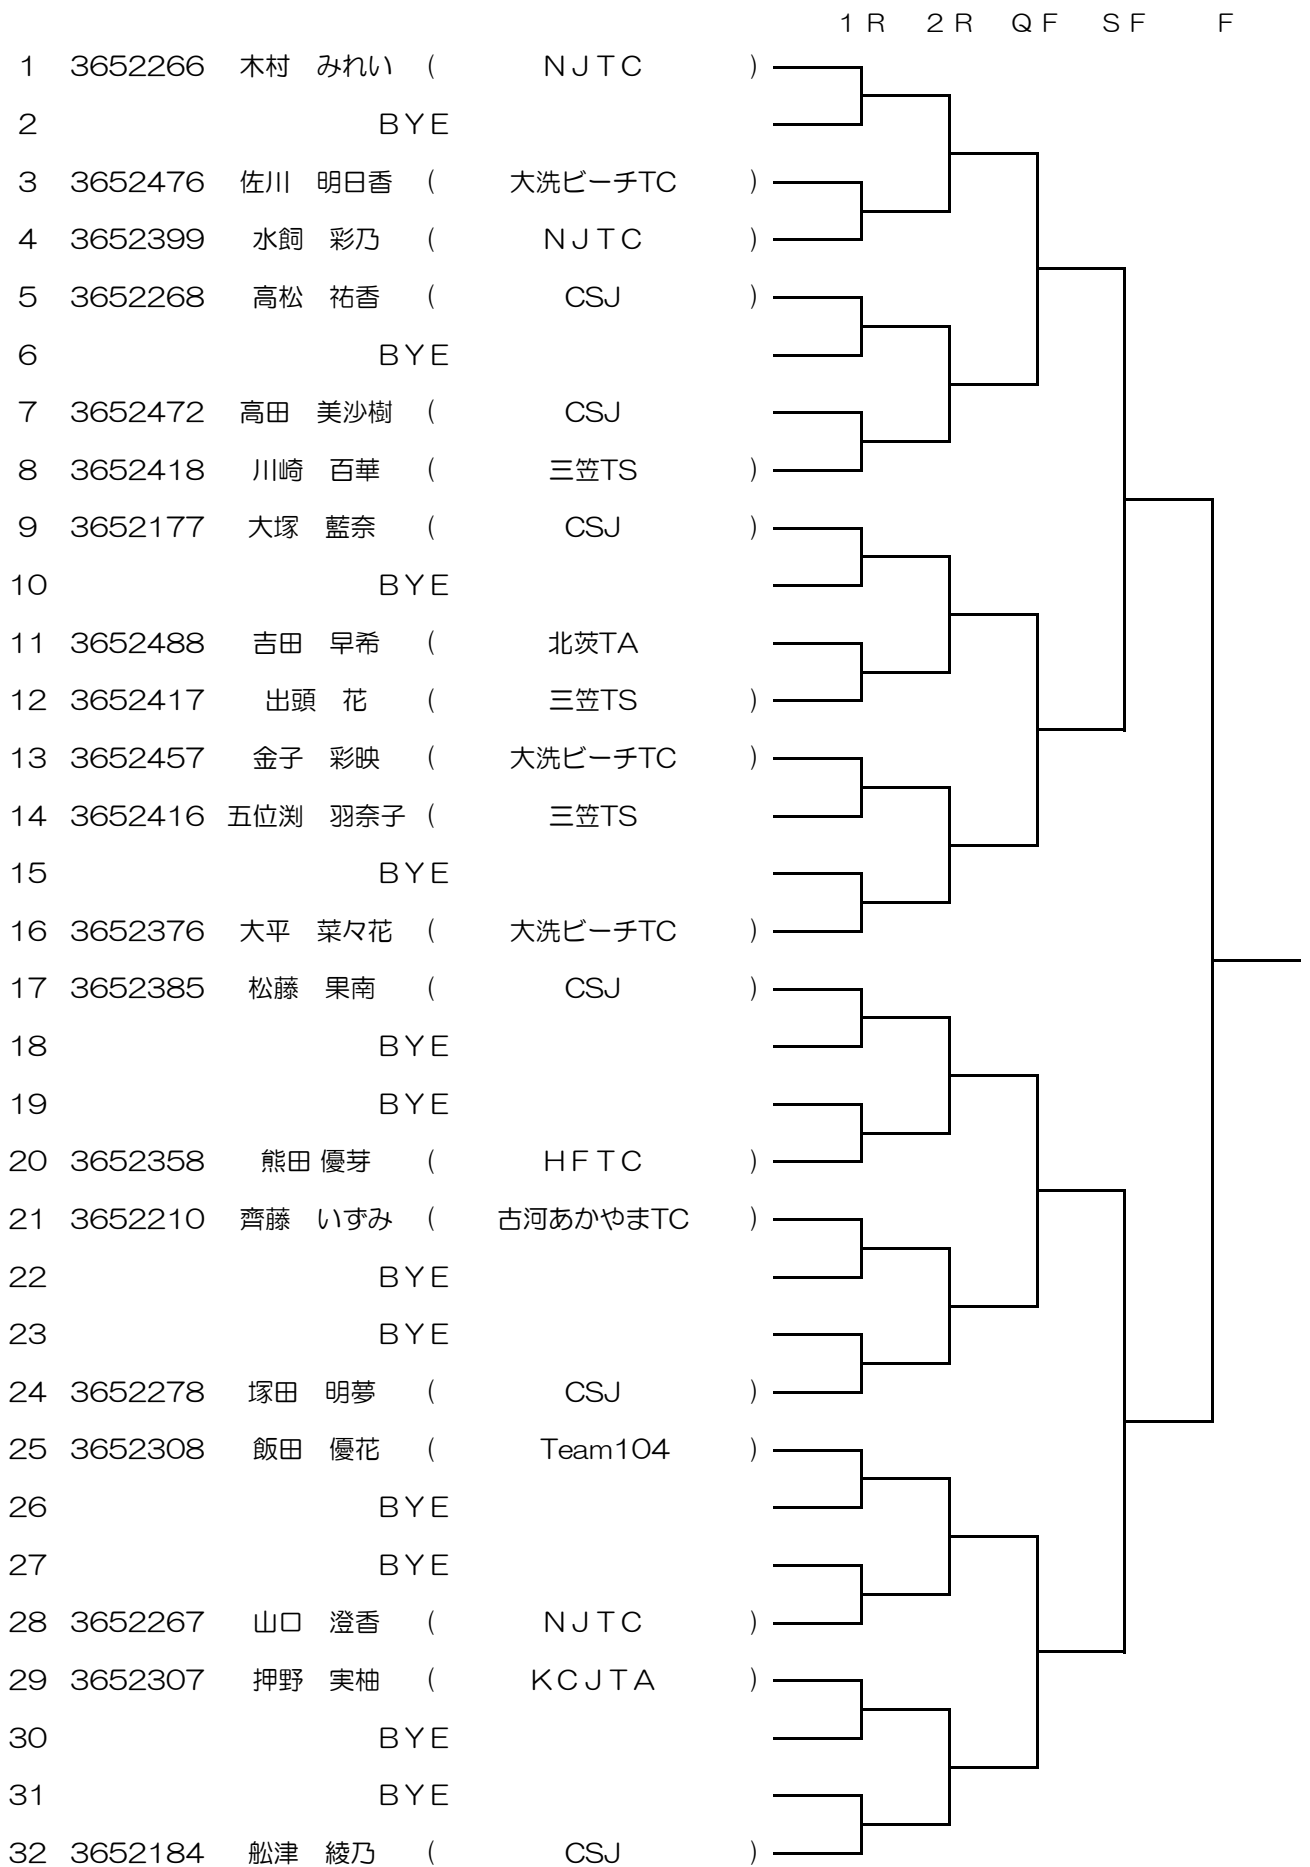 １Ｒ ２Ｒ ＱＦ ＳＦ Ｆ
1 3652266 木村　みれい （ ＮＪＴＣ ）
2 ＢＹＥ
3 3652476 佐川　明日香 （ 大洗ビーチTC ）
4 3652399 水飼　彩乃 （ ＮＪＴＣ ）
5 3652268 高松　祐香 （ CSJ ）
6 ＢＹＥ
7 3652472 高田　美沙樹 （ CSJ
8 3652418 川崎　百華 （ 三笠TS ）
9 3652177 大塚　藍奈 （ CSJ ）
10 ＢＹＥ
11 3652488 吉田　早希 （ 北茨TA
12 3652417 出頭　花 （ 三笠TS ）
13 3652457 金子　彩映 （ 大洗ビーチTC ）
14 3652416 五位渕　羽奈子 （ 三笠TS
15 ＢＹＥ
16 3652376 大平　菜々花 （ 大洗ビーチTC ）
17 3652385 松藤　果南 （ CSJ ）
18 ＢＹＥ
19 ＢＹＥ
20 3652358 熊田 優芽 （ ＨＦＴＣ ）
21 3652210 齊藤　いずみ （ 古河あかやまTC ）
22 ＢＹＥ
23 ＢＹＥ
24 3652278 塚田　明夢 （ CSJ ）
25 3652308 飯田　優花 （ Team104 ）
26 ＢＹＥ
27 ＢＹＥ
28 3652267 山口　澄香 （ ＮＪＴＣ ）
29 3652307 押野　実柚 （ ＫＣＪＴＡ ）
30 ＢＹＥ
31 ＢＹＥ
32 3652184 舩津　綾乃 （ CSJ ）